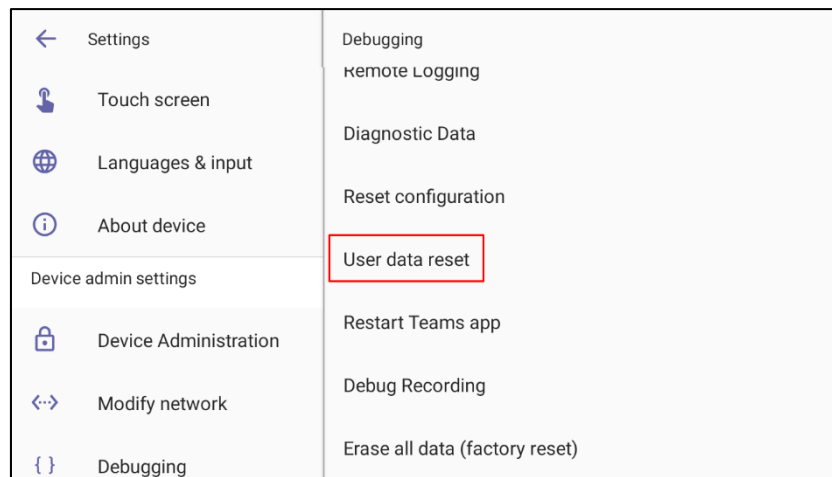 Settings
Touch screen
Languages & input
About device
Device admin settings
Device Administration
Modify network
Debugging
Debugging
Remote Logging
Diagnostic Data
Reset configuration
User data reset
Restart Teams app
Debug Recording
Erase all data (factory reset)